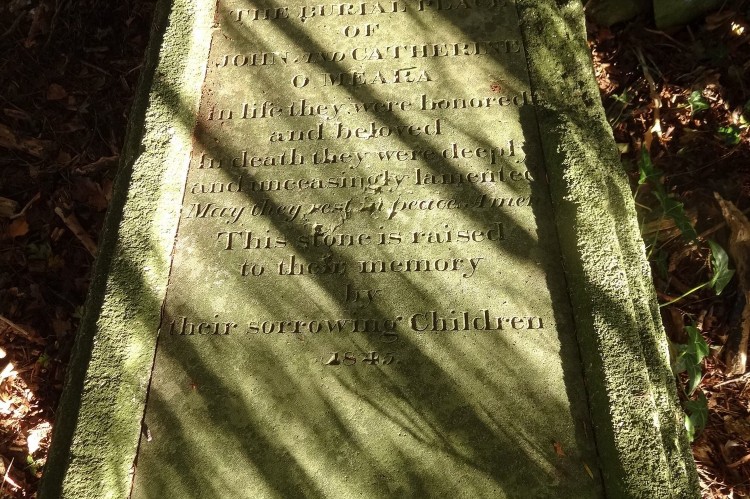 THE BURIAL PLACE
OF
JOHN AND CATHERINE
O MEARA
In life they were honored
and beloved
In death they were deeply
and unceasingly lamented
May they rest in peace. Amen
This stone is raised
to their memory
by
their sorrowing Children
1845.